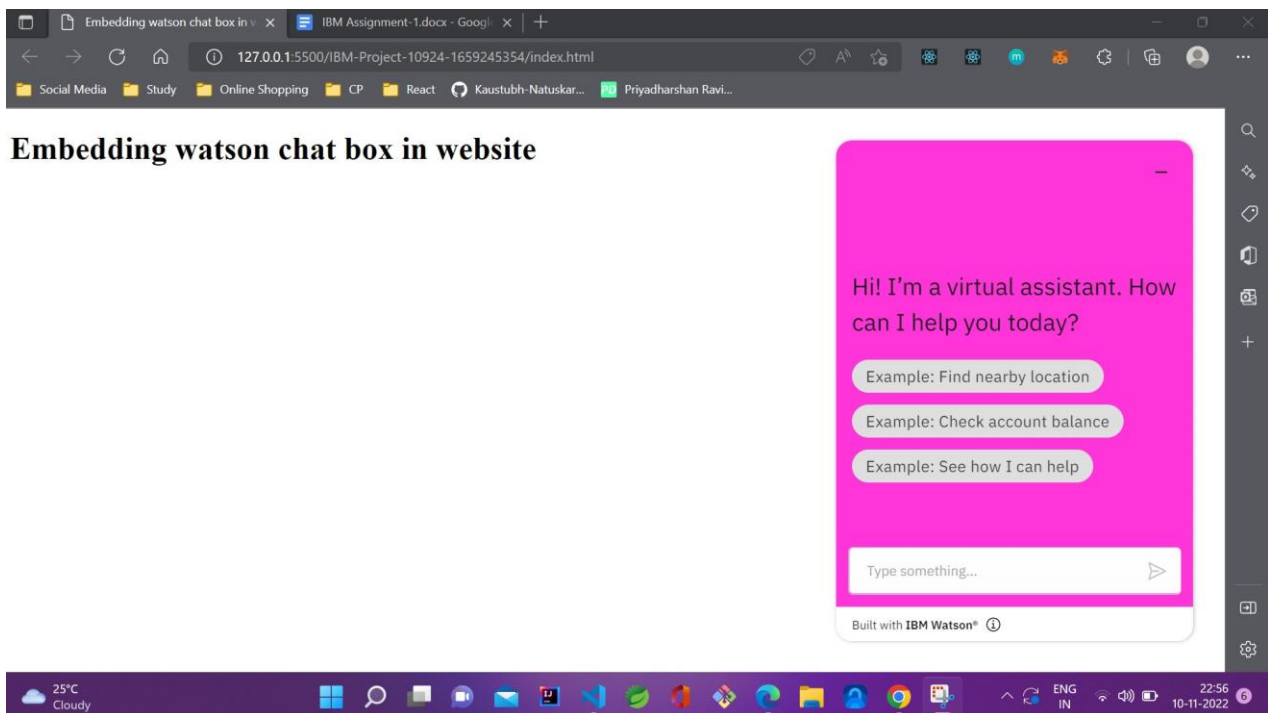 Embedding watson chat box in w
IBM Assignment-1.docx - Googl
127.0.0.1:5500/IBM-Project-10924-1659245354/index.html
Social Media Study Online Shopping CP React Kaustubh-Natuskar... PD Priyadharshan Ravi...
Embedding watson chat box in website
Hi! I'm a virtual assistant. How
can I help you today?
Example: Find nearby location
Example: Check account balance
Example: See how I can help
Type something...
Built with IBM Watson®
25°C
Cloudy
ENG
IN
22:56
10-11-2022
6